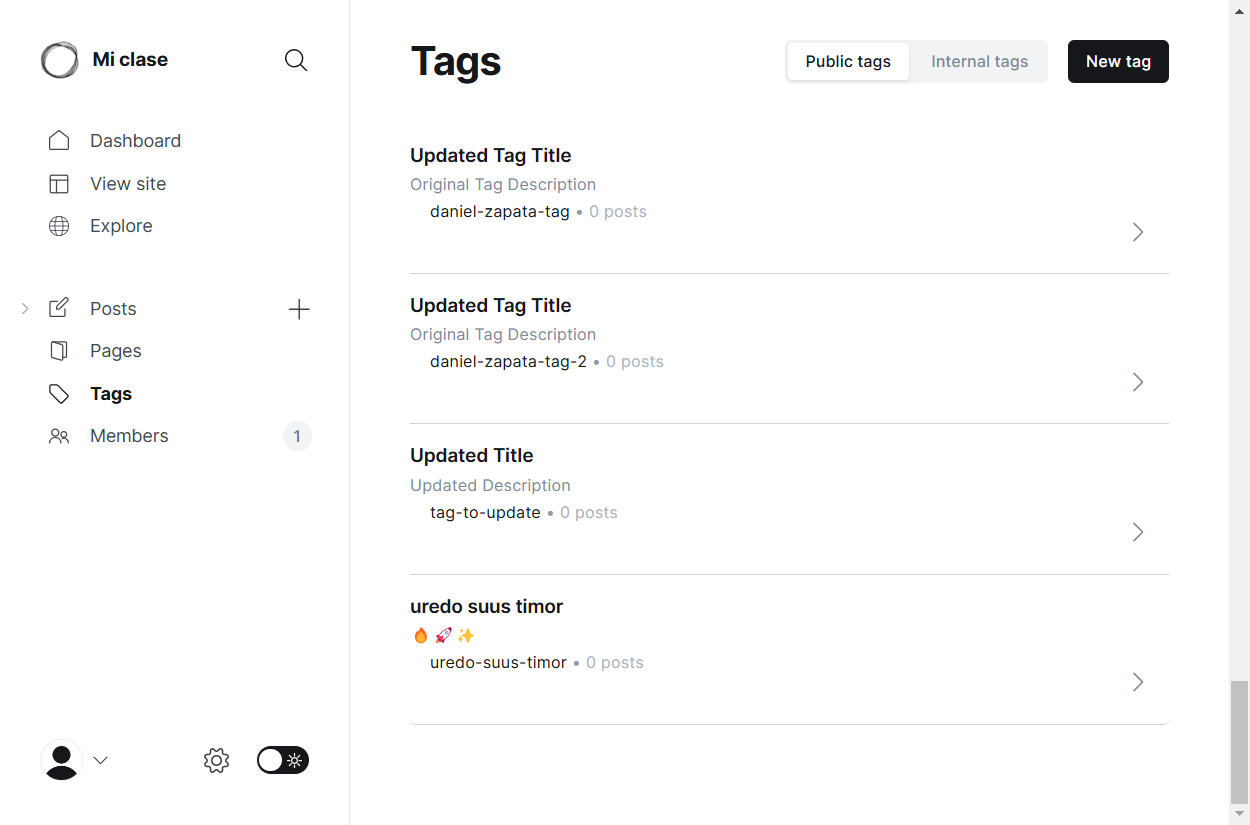 Mi clase
Dashboard
View site
Explore
Posts
Pages
Tags
Members 1
Tags
Public tags Internal tags New tag
Updated Tag Title
Original Tag Description
daniel-zapata-tag • 0 posts
Updated Tag Title
Original Tag Description
daniel-zapata-tag-2 • 0 posts
Updated Title
Updated Description
tag-to-update • 0 posts
uredo suus timor
🔥 🚀 ✨
uredo-suus-timor • 0 posts